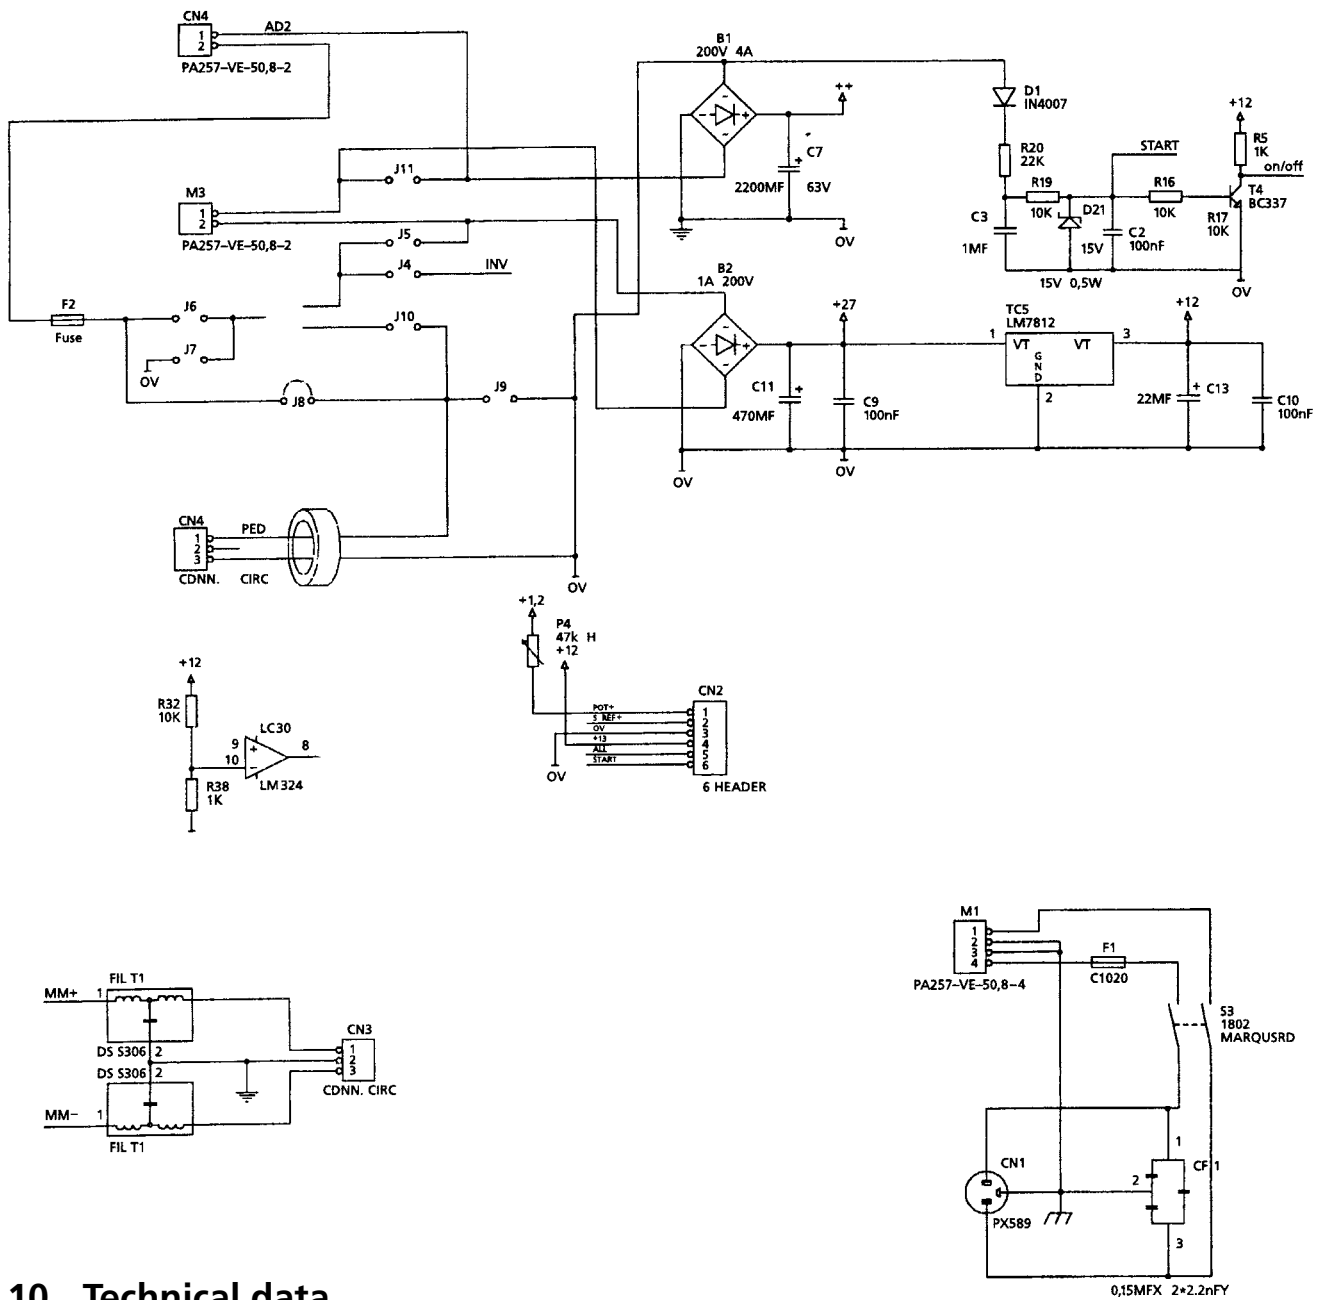 CN4
1
2
AD2
PA257-VE-50,8-2
M3
1
2
PA257-VE-50,8-2
J11
J5
J4
INV
F2
Fuse
J6
J7
OV
J10
J8
J9
B1
200V 4A
- + -
++
C7
+
2200MF
63V
OV
D1
IN4007
R20
22K
START
+12
R5
1K
on/off
R19
10K
R16
10K
T4
BC337
R17
10K
D21
C3
1MF
15V
C2
100nF
15V 0,5W
OV
B2
1A 200V
- + -
+27
C11
+
470MF
C9
100nF
OV
OV
TC5
LM7812
1
VT
GND
VT
3
2
+12
22MF
+
C13
C10
100nF
CN4
1
2
3
PED
CDNN.
CIRC
OV
+1,2
P4
47k H
+12
CN2
POT+
1
S_REF+
2
OV
3
+13
4
ALL
5
START
6
OV
6 HEADER
+12
R32
10K
LC30
9
+
10
-
8
LM324
R38
1K
FIL T1
MM+
1
DS S306
2
DS S306
2
MM-
1
FIL T1
CN3
1
2
3
CDNN. CIRC
M1
1
2
3
4
PA257-VE-50,8-4
F1
C1020
S3
1802
MARQUSRD
CN1
PX589
1
2
CF 1
3
0,15MFX 2*2.2nFY
10 Technical data